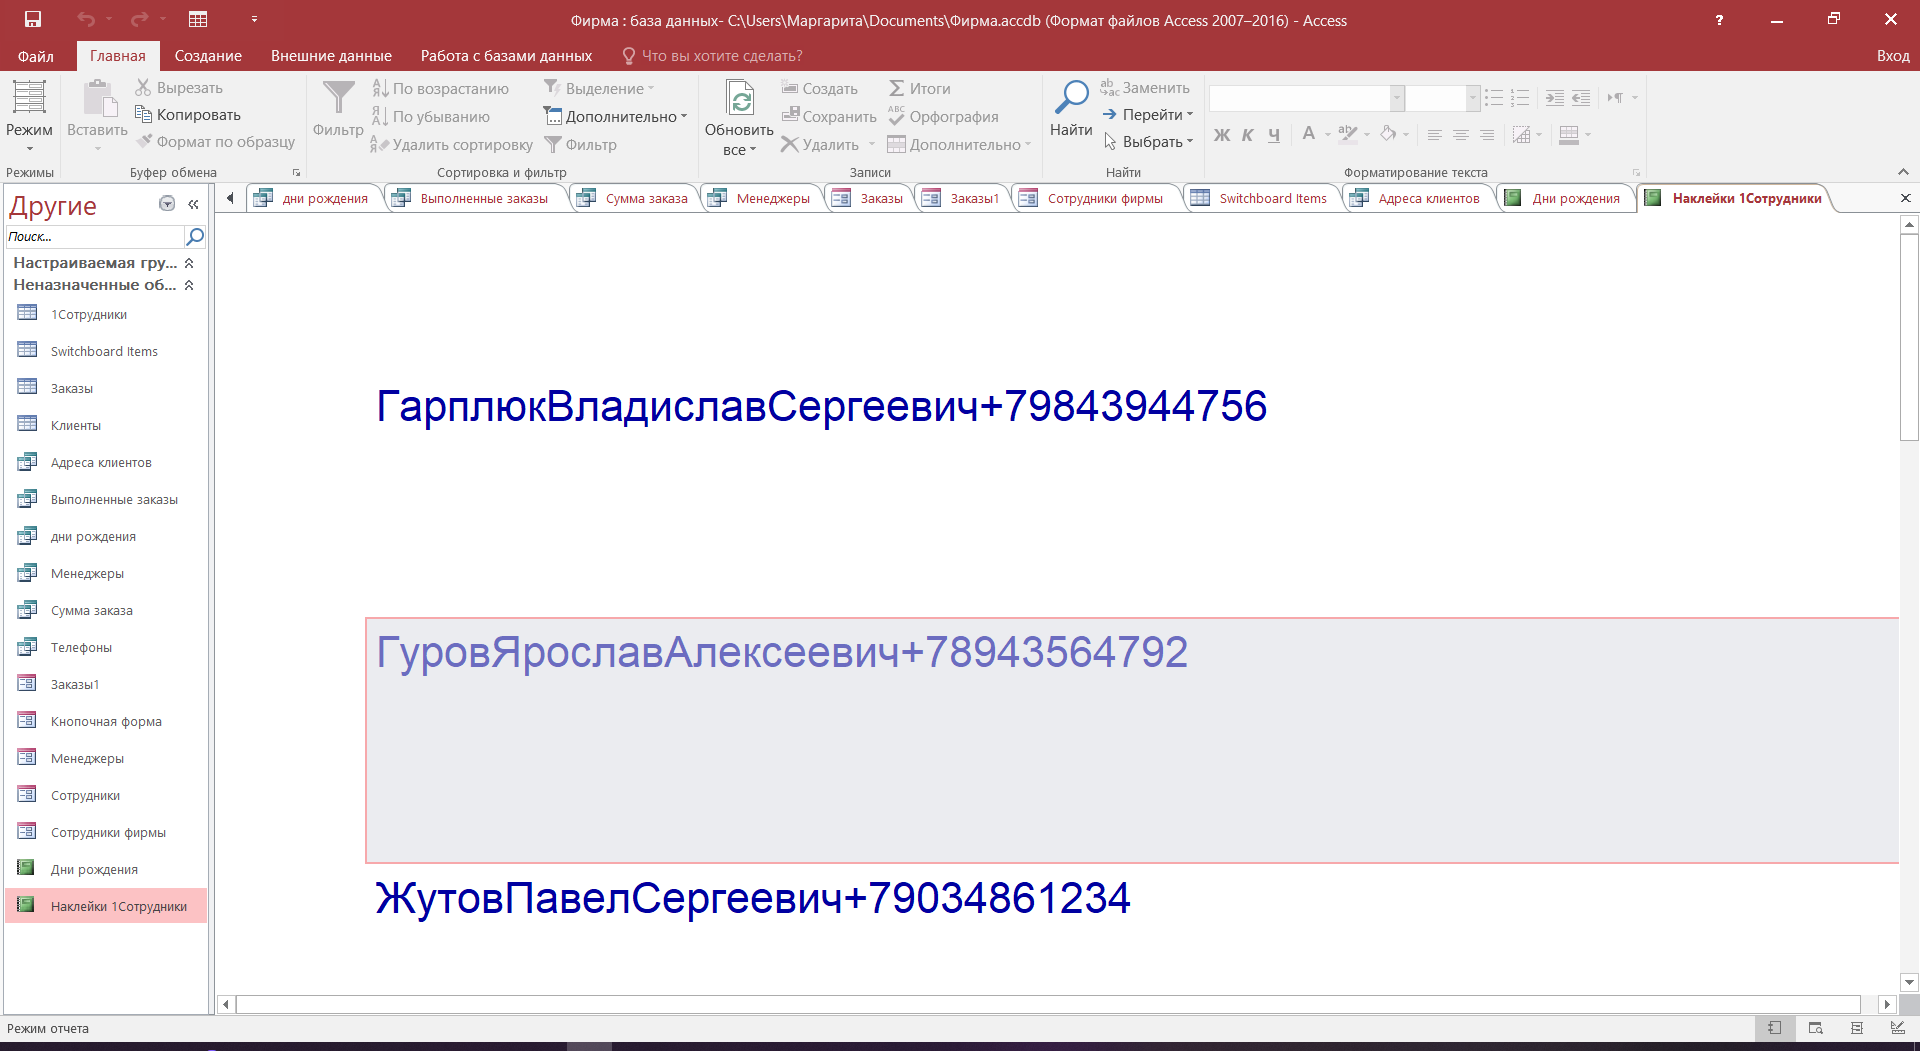 Фирма : база данных- C:\Users\Маргарита\Documents\Фирма.accdb (Формат файлов Access 2007–2016) - Access
?
Файл Главная Создание Внешние данные Работа с базами данных Что вы хотите сделать? Вход
Режим
Режимы
Вставить
Вырезать
Копировать
Формат по образцу
Буфер обмена
Фильтр
По возрастанию
По убыванию
Удалить сортировку
Выделение
Дополнительно
Фильтр
Сортировка и фильтр
Обновить
все
Создать
Сохранить
Удалить
Итоги
Орфография
Дополнительно
Записи
Найти
Заменить
Перейти
Выбрать
Найти
Ж К Ч А
Форматирование текста
дни рождения Выполненные заказы Сумма заказа Менеджеры Заказы Заказы1 Сотрудники фирмы Switchboard Items Адреса клиентов Дни рождения Наклейки 1Сотрудники
Другие
Поиск...
Настраиваемая гру...
Неназначенные об...
1Сотрудники
Switchboard Items
Заказы
Клиенты
Адреса клиентов
Выполненные заказы
дни рождения
Менеджеры
Сумма заказа
Телефоны
Заказы1
Кнопочная форма
Менеджеры
Сотрудники
Сотрудники фирмы
Дни рождения
Наклейки 1Сотрудники
ГарплюкВладиславСергеевич+79843944756
ГуровЯрославАлексеевич+78943564792
ЖутовПавелСергеевич+79034861234
Режим отчета